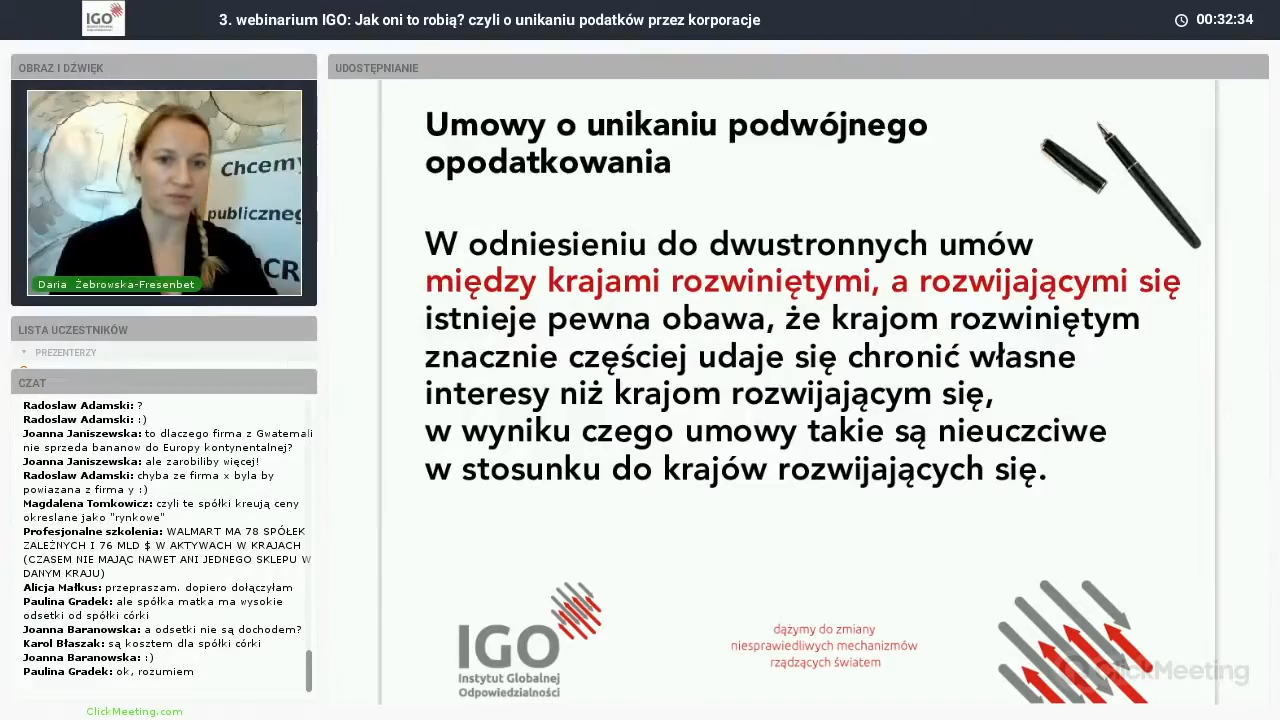 IGO
3. webinarium IGO: Jak oni to robią? czyli o unikaniu podatków przez korporacje
00:32:34
OBRAZ I DŹWIĘK
Chcemy
publiczneg
CR
Daria Żebrowska-Fresenbet
LISTA UCZESTNIKÓW
PREZENTERZY
CZAT
Radoslaw Adamski: ?
Radoslaw Adamski: :)
Joanna Janiszewska: to dlaczego firma z Gwatemali
nie sprzeda bananow do Europy kontynentalnej?
Joanna Janiszewska: ale zarobiliby więcej!
Radoslaw Adamski: chyba ze firma x byla by
powiazana z firma y :)
Magdalena Tomkowicz: czyli te spółki kreują ceny
okreslane jako "rynkowe"
Profesjonalne szkolenia: WALMART MA 78 SPÓŁEK
ZALEŻNYCH I 76 MLD $ W AKTYWACH W KRAJACH
(CZASEM NIE MAJĄC NAWET ANI JEDNEGO SKLEPU W
DANYM KRAJU)
Alicja Małkus: przepraszam. dopiero dołączyłam
Paulina Gradek: ale spółka matka ma wysokie
odsetki od spółki córki
Joanna Baranowska: a odsetki nie są dochodem?
Karol Błaszak: są kosztem dla spółki córki
Joanna Baranowska: :)
Paulina Gradek: ok, rozumiem
ClickMeeting.com
UDOSTĘPNIANIE
Umowy o unikaniu podwójnego
opodatkowania
W odniesieniu do dwustronnych umów
między krajami rozwiniętymi, a rozwijającymi się
istnieje pewna obawa, że krajom rozwiniętym
znacznie częściej udaje się chronić własne
interesy niż krajom rozwijającym się,
w wyniku czego umowy takie są nieuczciwe
w stosunku do krajów rozwijających się.
IGO
Instytut Globalnej
Odpowiedzialności
dążymy do zmiany
niesprawiedliwych mechanizmów
rządzących światem
ClickMeeting